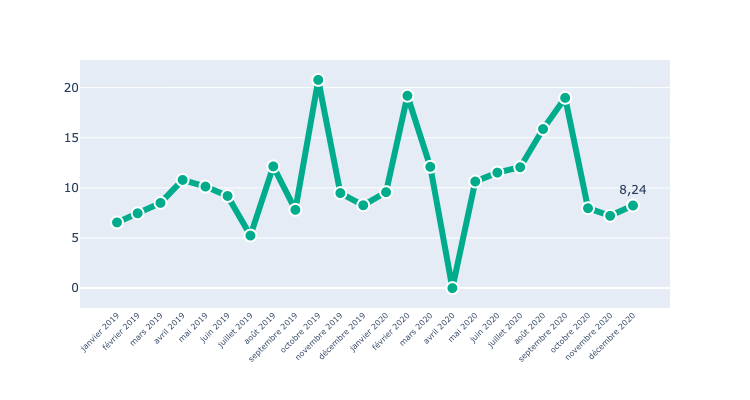 20
15
10
5
0
8,24
janvier 2019
février 2019
mars 2019
avril 2019
mai 2019
juin 2019
juillet 2019
août 2019
septembre 2019
octobre 2019
novembre 2019
décembre 2019
janvier 2020
février 2020
mars 2020
avril 2020
mai 2020
juin 2020
juillet 2020
août 2020
septembre 2020
octobre 2020
novembre 2020
décembre 2020